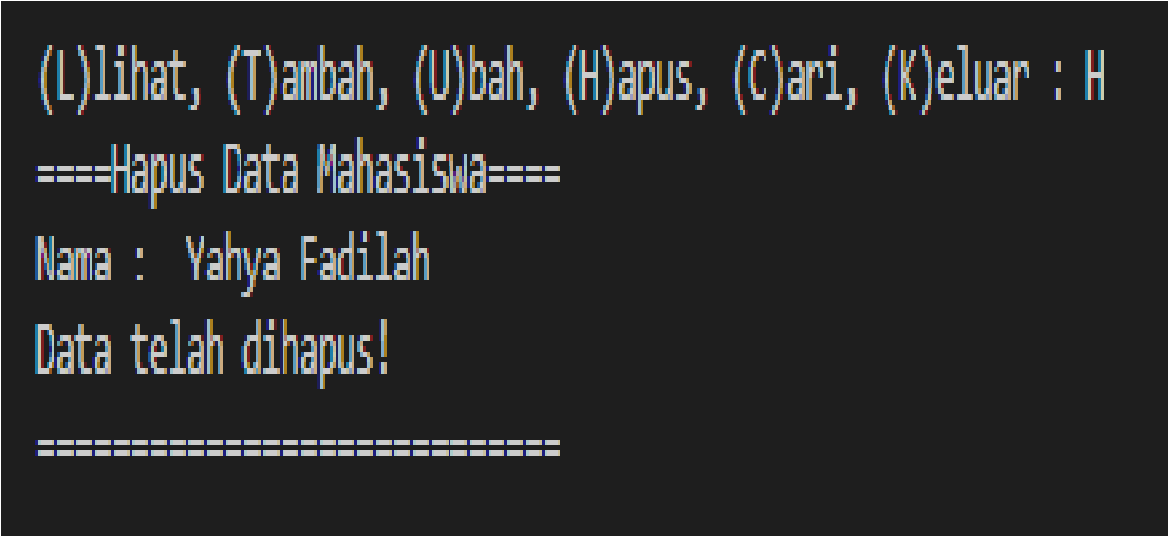 (L)lihat, (T)ambah, (U)bah, (H)apus, (C)ari, (K)eluar : H
====Hapus Data Mahasiswa====
Nama :  Yahya Fadilah
Data telah dihapus!
============================